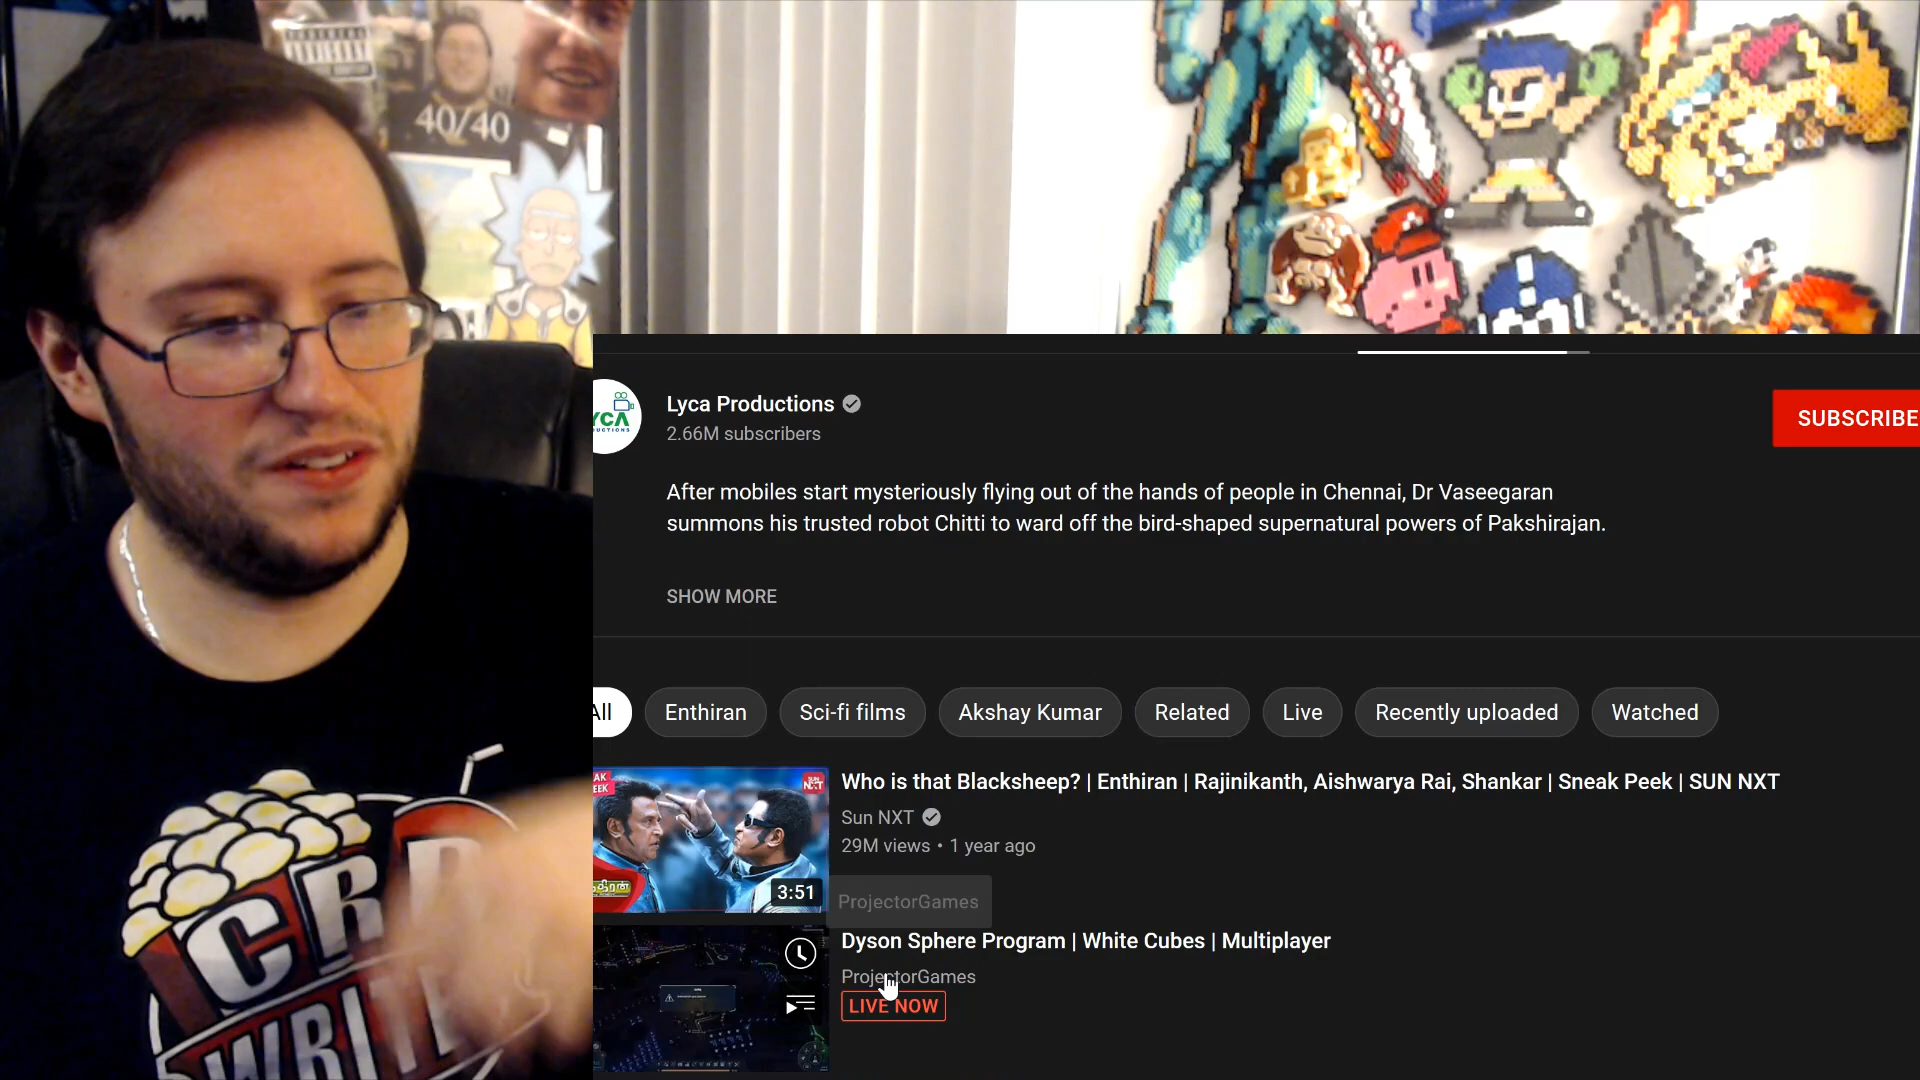 40/40
YCA
Lyca Productions
2.66M subscribers
SUBSCRIBE
After mobiles start mysteriously flying out of the hands of people in Chennai, Dr Vaseegaran
summons his trusted robot Chitti to ward off the bird-shaped supernatural powers of Pakshirajan.
SHOW MORE
All
Enthiran
Sci-fi films
Akshay Kumar
Related
Live
Recently uploaded
Watched
Who is that Blacksheep? | Enthiran | Rajinikanth, Aishwarya Rai, Shankar | Sneak Peek | SUN NXT
Sun NXT
29M views • 1 year ago
SUN
NXT
3:51
ProjectorGames
Dyson Sphere Program | White Cubes | Multiplayer
ProjectorGames
LIVE NOW